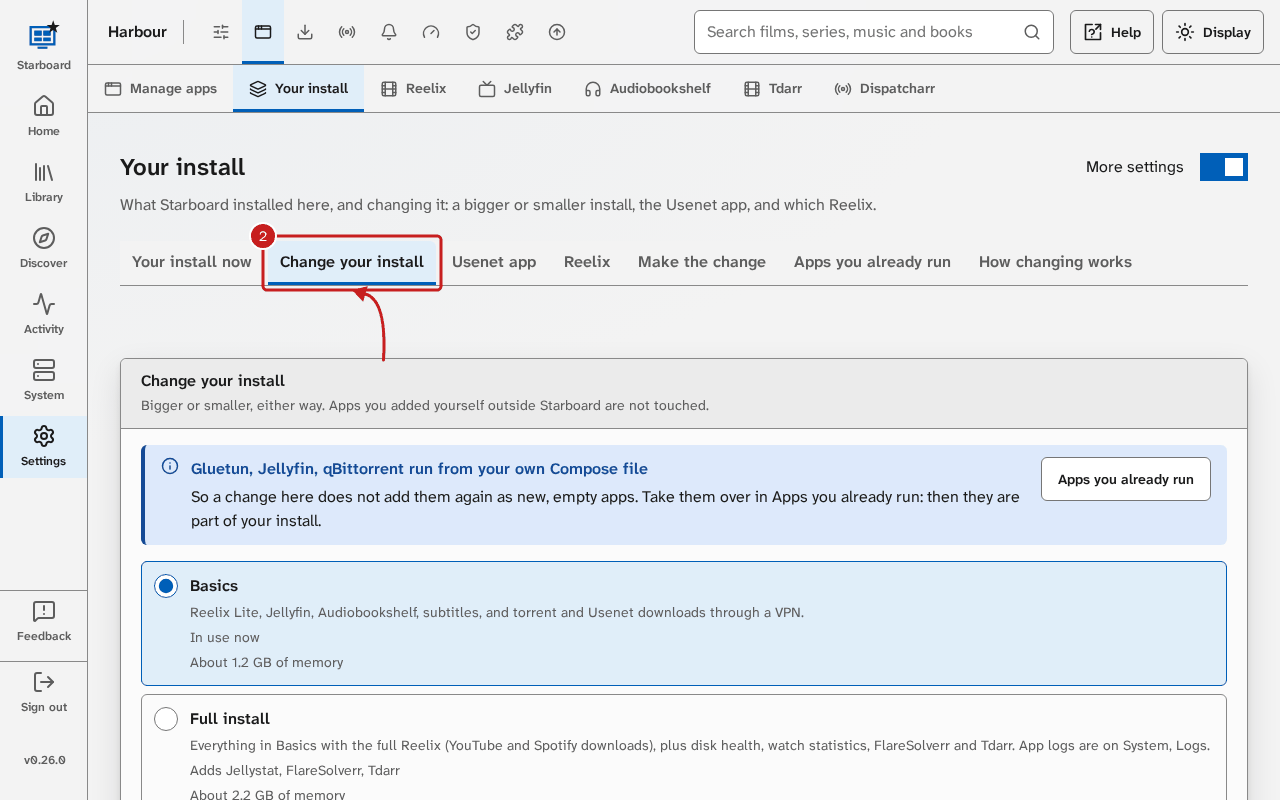 Starboard
Home
Library
Discover
Activity
System
Settings
Feedback
Sign out
v0.26.0
Harbour
Search films, series, music and books
Help
Display
Manage apps
Your install
Reelix
Jellyfin
Audiobookshelf
Tdarr
Dispatcharr
Your install
More settings
What Starboard installed here, and changing it: a bigger or smaller install, the Usenet app, and which Reelix.
2
Your install now
Change your install
Usenet app
Reelix
Make the change
Apps you already run
How changing works
Change your install
Bigger or smaller, either way. Apps you added yourself outside Starboard are not touched.
Gluetun, Jellyfin, qBittorrent run from your own Compose file
So a change here does not add them again as new, empty apps. Take them over in Apps you already run: then they are
part of your install.
Apps you already run
Basics
Reelix Lite, Jellyfin, Audiobookshelf, subtitles, and torrent and Usenet downloads through a VPN.
In use now
About 1.2 GB of memory
Full install
Everything in Basics with the full Reelix (YouTube and Spotify downloads), plus disk health, watch statistics, FlareSolverr and Tdarr. App logs are on System, Logs.
Adds Jellystat, FlareSolverr, Tdarr
About 2.2 GB of memory